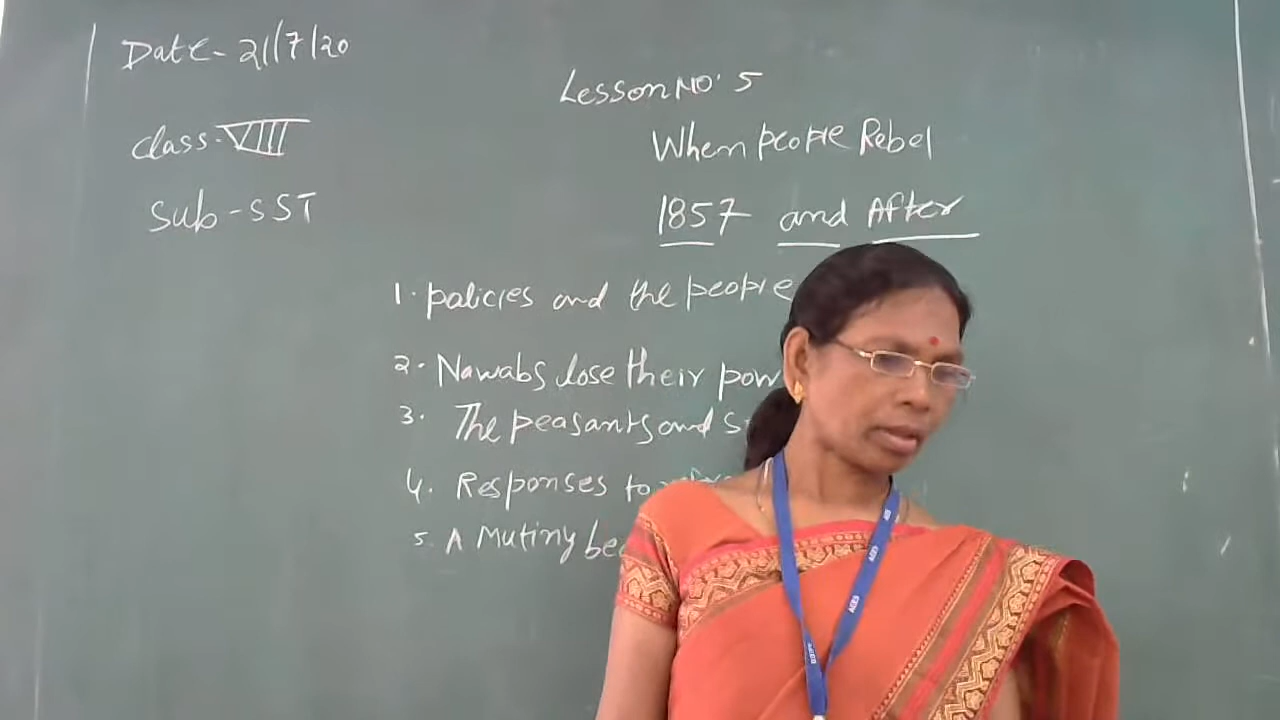 Date - 21/7/20
Lesson No. 5
class - VIII
When people Rebel
Sub - SST
1857 and After
1. policies and the people
2. Nawabs lose their pow
3. The peasants and
4. Responses to
5. A Mutiny be